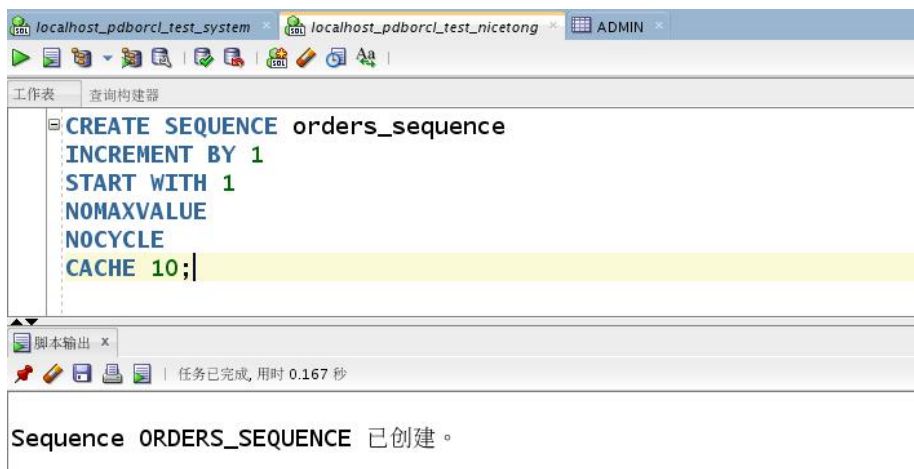 localhost_pdborcl_test_system localhost_pdborcl_test_nicetong ADMIN
工作表 查询构建器
CREATE SEQUENCE orders_sequence
INCREMENT BY 1
START WITH 1
NOMAXVALUE
NOCYCLE
CACHE 10;
脚本输出 x
任务已完成, 用时 0.167 秒
Sequence ORDERS_SEQUENCE 已创建。